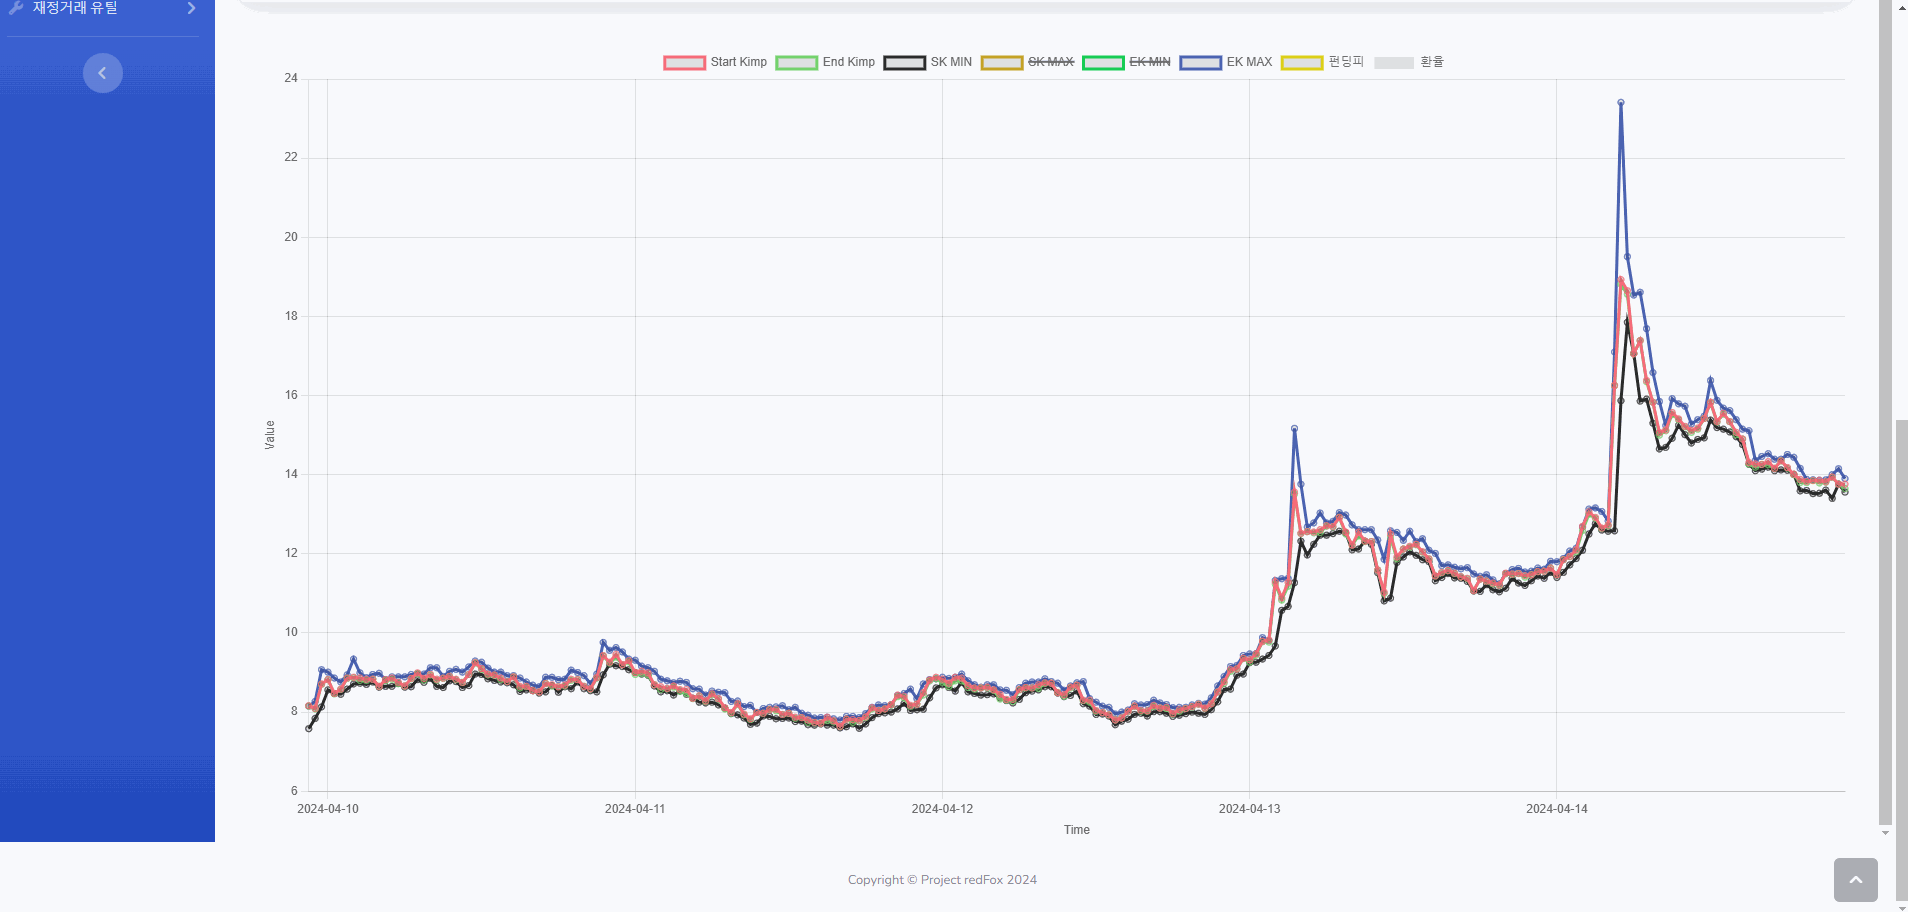 재정거래 유틸
Start Kimp End Kimp SK MIN SK MAX EK MIN EK MAX 펀딩피 환율
24
22
20
18
16
14
12
10
8
6
Value
2024-04-10 2024-04-11 2024-04-12 2024-04-13 2024-04-14
Time
Copyright © Project redFox 2024